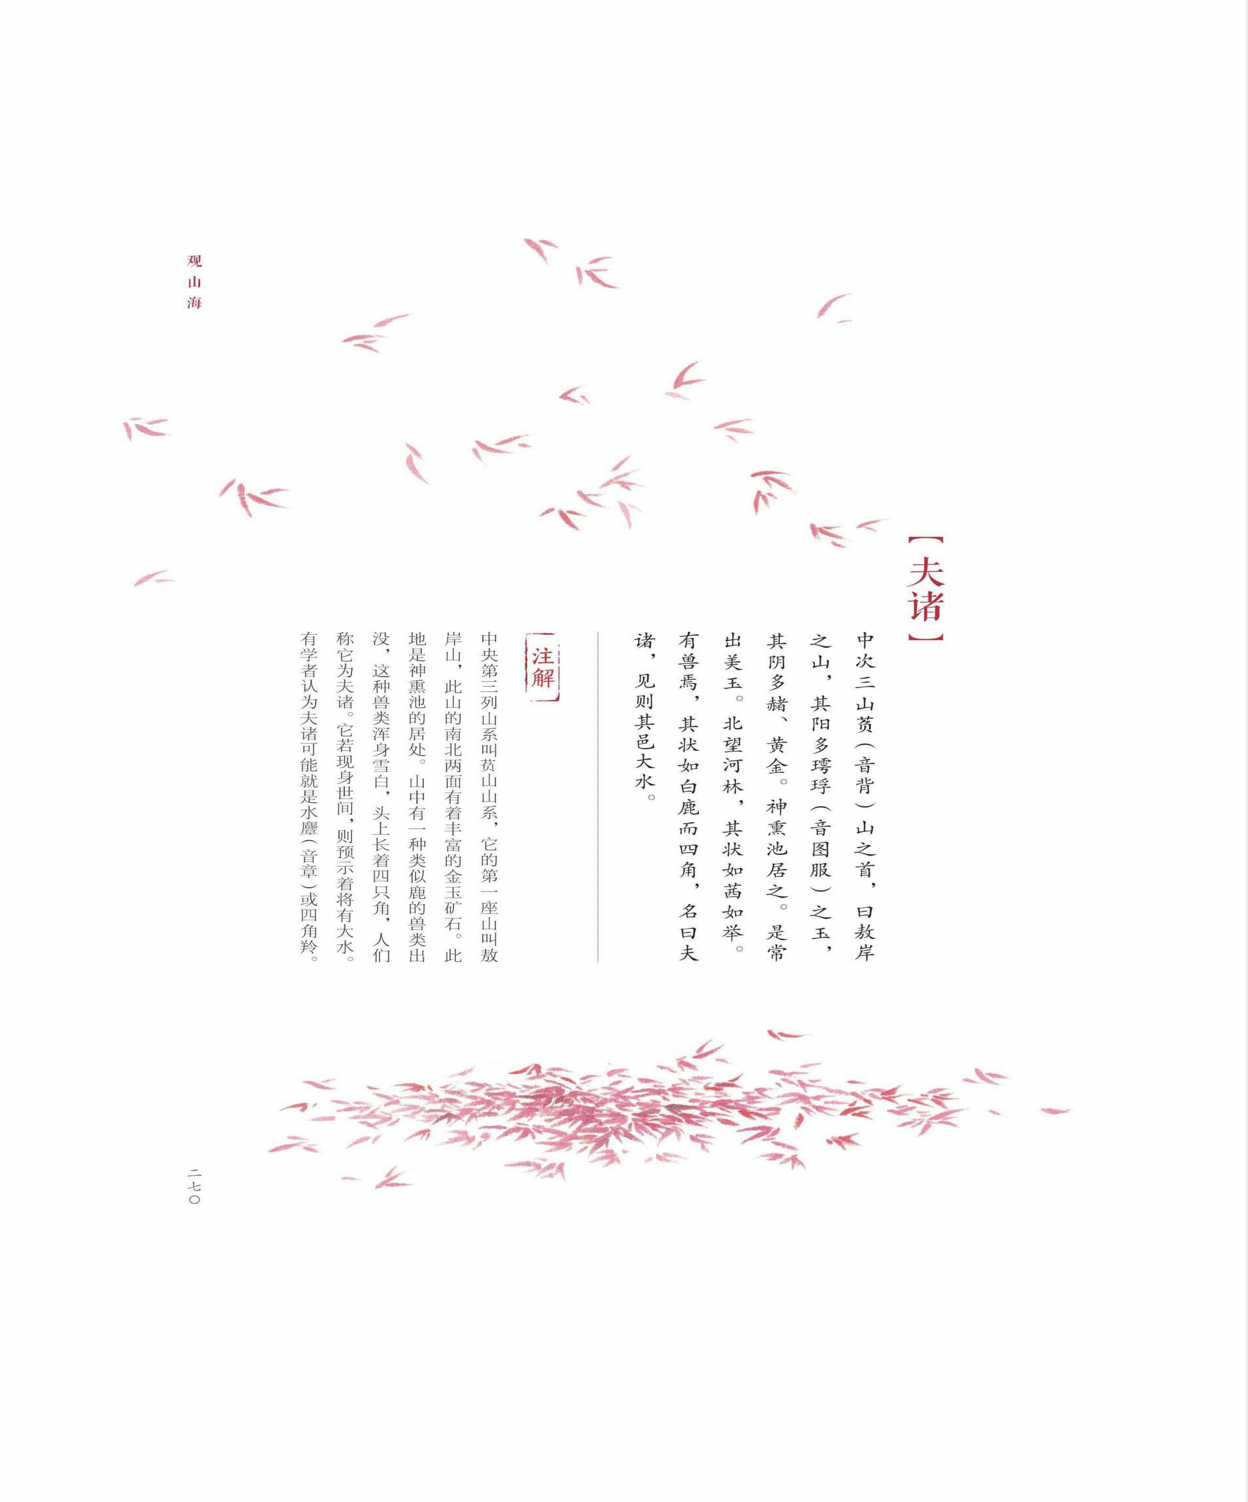 【夫诸】
中次三山萯（音背）山之首，曰敖岸
之山，其阳多㻬琈（音图服）之玉，
其阴多赭、黄金。神熏池居之。是常
出美玉。北望河林，其状如茜如举。
有兽焉，其状如白鹿而四角，名曰夫
诸，见则其邑大水。
注解
中央第三列山系叫萯山山系，它的第一座山叫敖
岸山，此山的南北两面有着丰富的金玉矿石。此
地是神熏池的居处。山中有一种类似鹿的兽类出
没，这种兽类浑身雪白，头上长着四只角，人们
称它为夫诸。它若现身世间，则预示着将有大水。
有学者认为夫诸可能就是水麞（音章）或四角羚。
观山海
二七〇